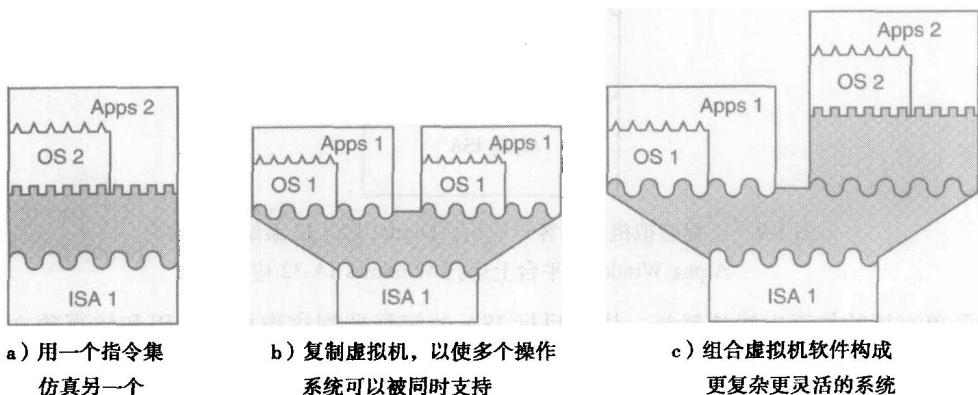 Apps 2
OS 2
ISA 1
a）用一个指令集
仿真另一个
Apps 1
OS 1
Apps 1
OS 1
ISA 1
b）复制虚拟机，以使多个操作
系统可以被同时支持
Apps 2
OS 2
Apps 1
OS 1
ISA 1
c）组合虚拟机软件构成
更复杂更灵活的系统